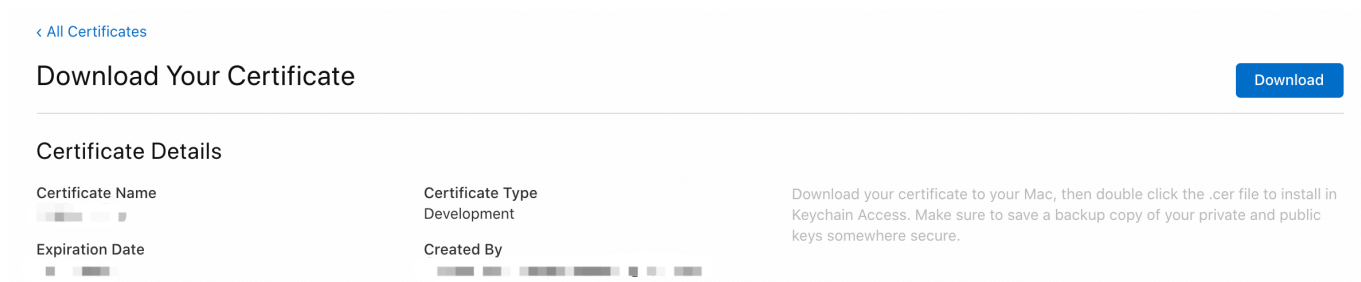 ‹ All Certificates
Download Your Certificate
Download
Certificate Details
Certificate Name
Certificate Type
Development
Expiration Date
Created By
Download your certificate to your Mac, then double click the .cer file to install in
Keychain Access. Make sure to save a backup copy of your private and public
keys somewhere secure.